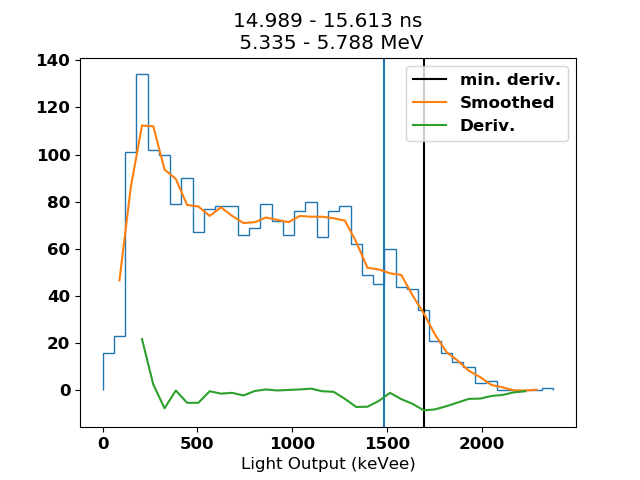 14.989 - 15.613 ns
5.335 - 5.788 MeV
140
120
100
80
60
40
20
0
min. deriv.
Smoothed
Deriv.
0 500 1000 1500 2000
Light Output (keVee)